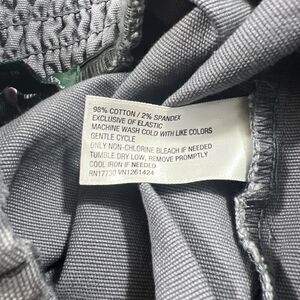 98% COTTON / 2% SPANDEX
EXCLUSIVE OF ELASTIC
MACHINE WASH COLD WITH LIKE COLORS
GENTLE CYCLE
ONLY NON-CHLORINE BLEACH IF NEEDED
TUMBLE DRY LOW, REMOVE PROMPTLY
COOL IRON IF NEEDED
RN17730 VN1261424